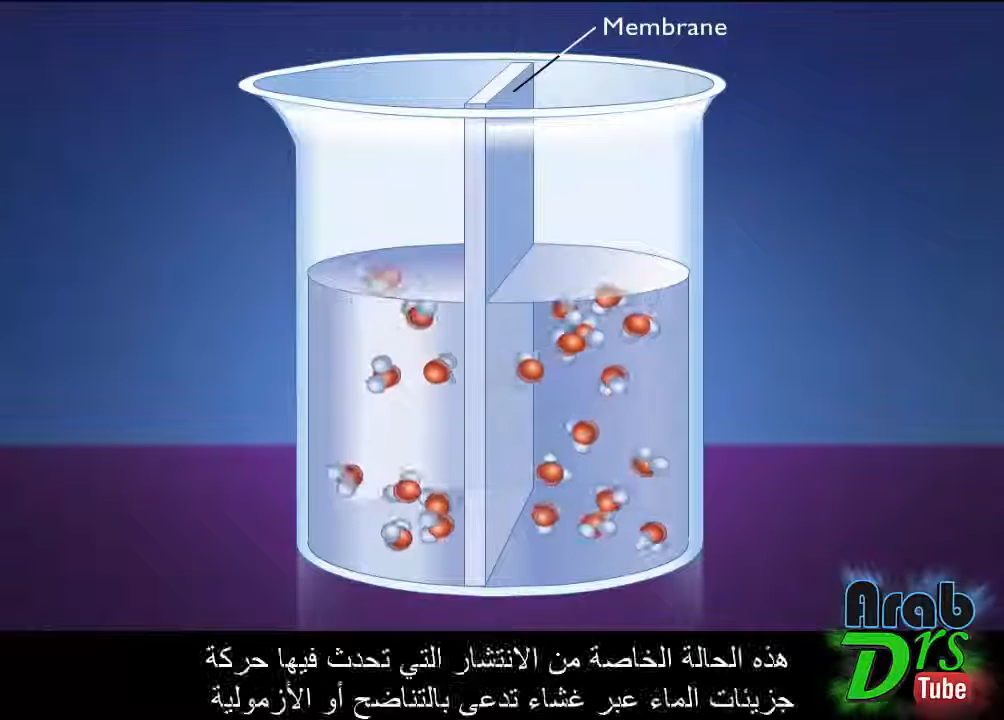 Membrane
هذه الحالة الخاصة من الانتشار التي تحدث فيها حركة
جزيئات الماء عبر غشاء تدعى بالتناضح أو الأزمولية
Arab
Drs
Tube